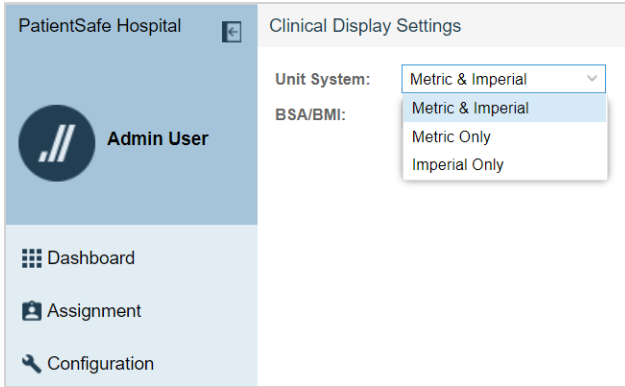 PatientSafe Hospital
Admin User
Dashboard
Assignment
Configuration
Clinical Display Settings
Unit System: Metric & Imperial
BSA/BMI:
Metric & Imperial
Metric Only
Imperial Only